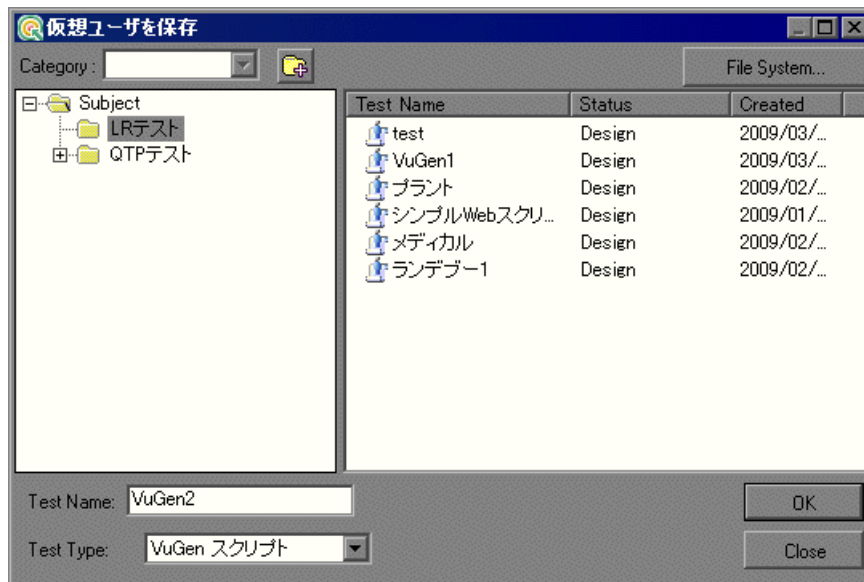 仮想ユーザを保存
Category :
File System...
Subject
LRテスト
QTPテスト
Test Name Status Created
test Design 2009/03/...
VuGen1 Design 2009/03/...
プラント Design 2009/02/...
シンプルWebスクリ... Design 2009/01/...
メディカル Design 2009/02/...
ランデブー1 Design 2009/02/...
Test Name: VuGen2
OK
Test Type: VuGen スクリプト
Close